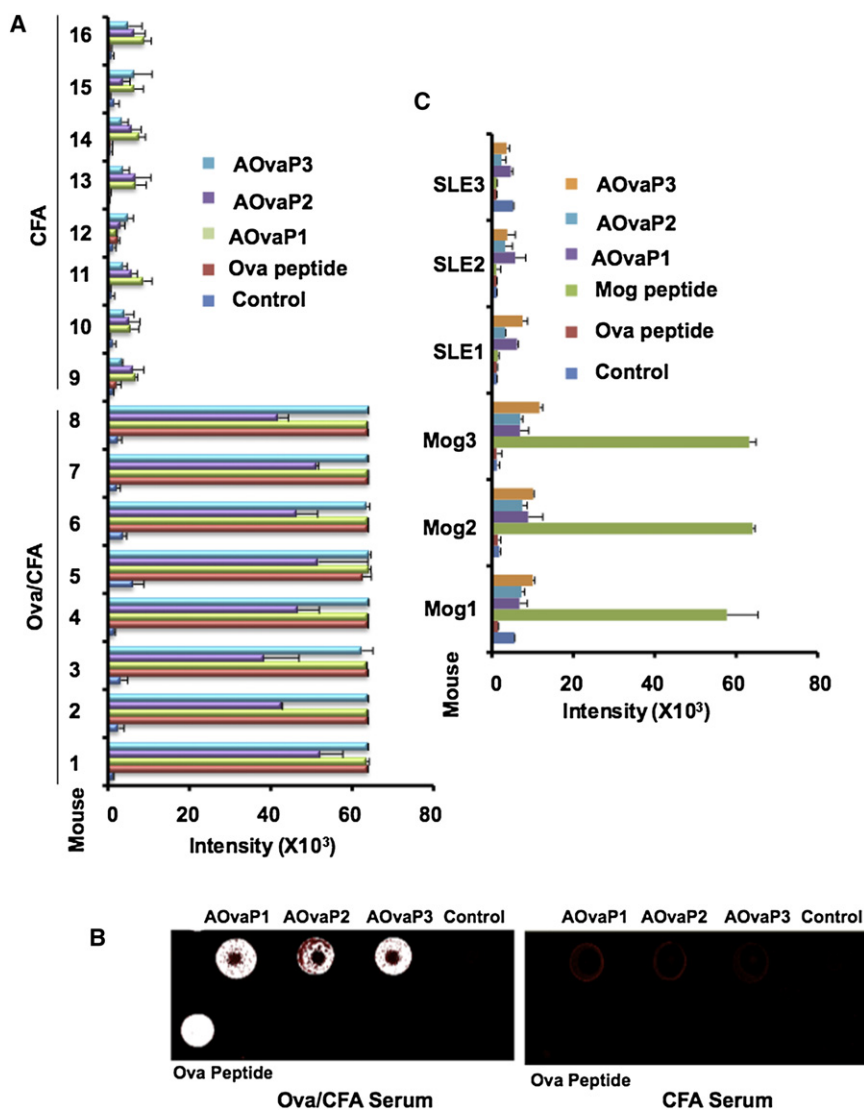 A
CFA
Ova/CFA
Mouse
16
15
14
13
12
11
10
9
8
7
6
5
4
3
2
1
AOvaP3
AOvaP2
AOvaP1
Ova peptide
Control
0 20 40 60 80
Intensity (X10³)
C
SLE3
SLE2
SLE1
Mog3
Mog2
Mog1
Mouse
AOvaP3
AOvaP2
AOvaP1
Mog peptide
Ova peptide
Control
0 20 40 60 80
Intensity (X10³)
B
AOvaP1 AOvaP2 AOvaP3 Control
Ova Peptide
Ova/CFA Serum
AOvaP1 AOvaP2 AOvaP3 Control
Ova Peptide
CFA Serum